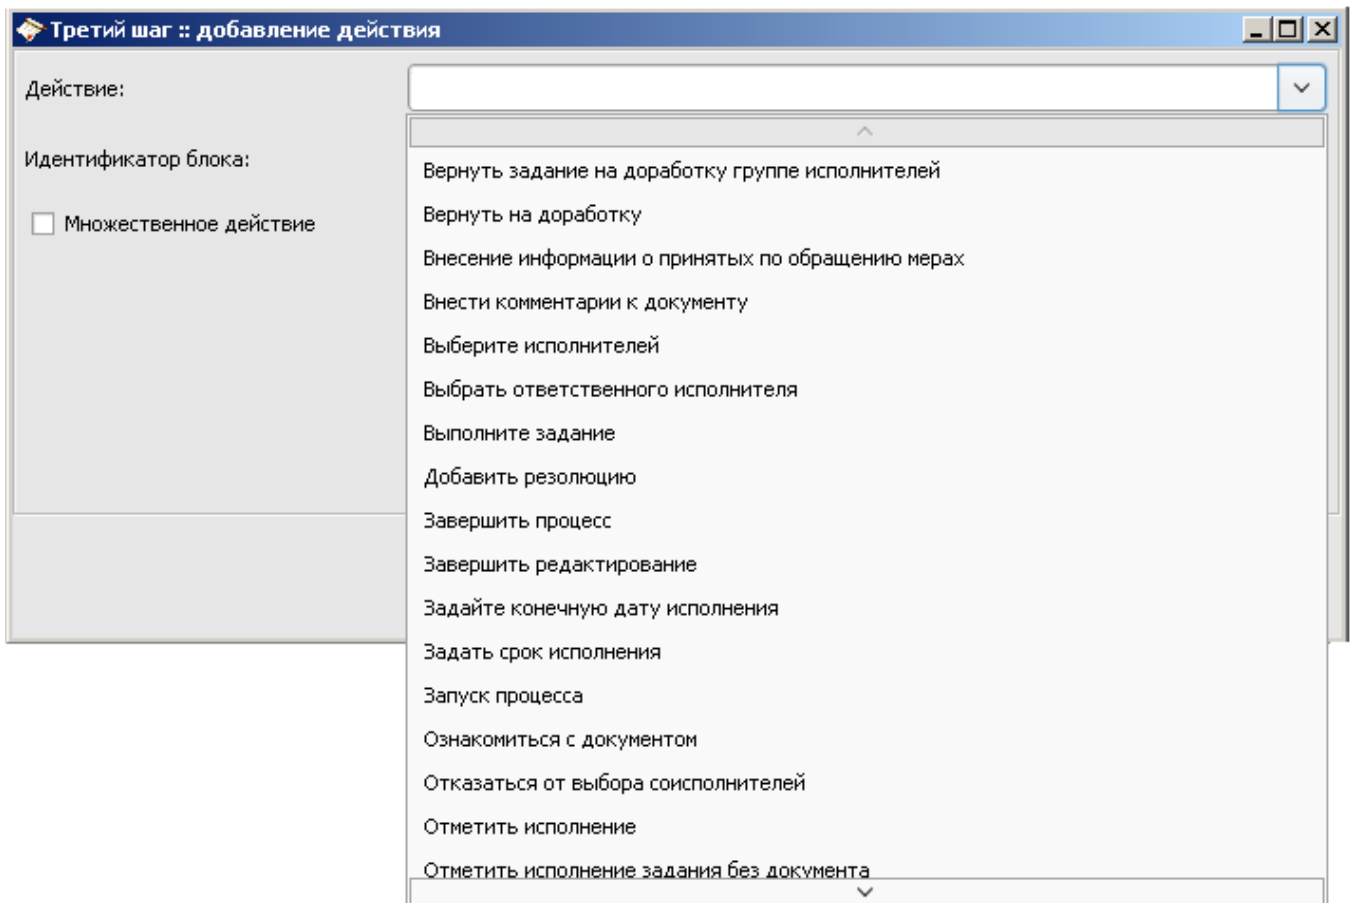 Третий шаг :: добавление действия
Действие:
Идентификатор блока:
Множественное действие
Вернуть задание на доработку группе исполнителей
Вернуть на доработку
Внесение информации о принятых по обращению мерах
Внести комментарии к документу
Выберите исполнителей
Выбрать ответственного исполнителя
Выполните задание
Добавить резолюцию
Завершить процесс
Завершить редактирование
Задайте конечную дату исполнения
Задать срок исполнения
Запуск процесса
Ознакомиться с документом
Отказаться от выбора соисполнителей
Отметить исполнение
Отметить исполнение задания без документа